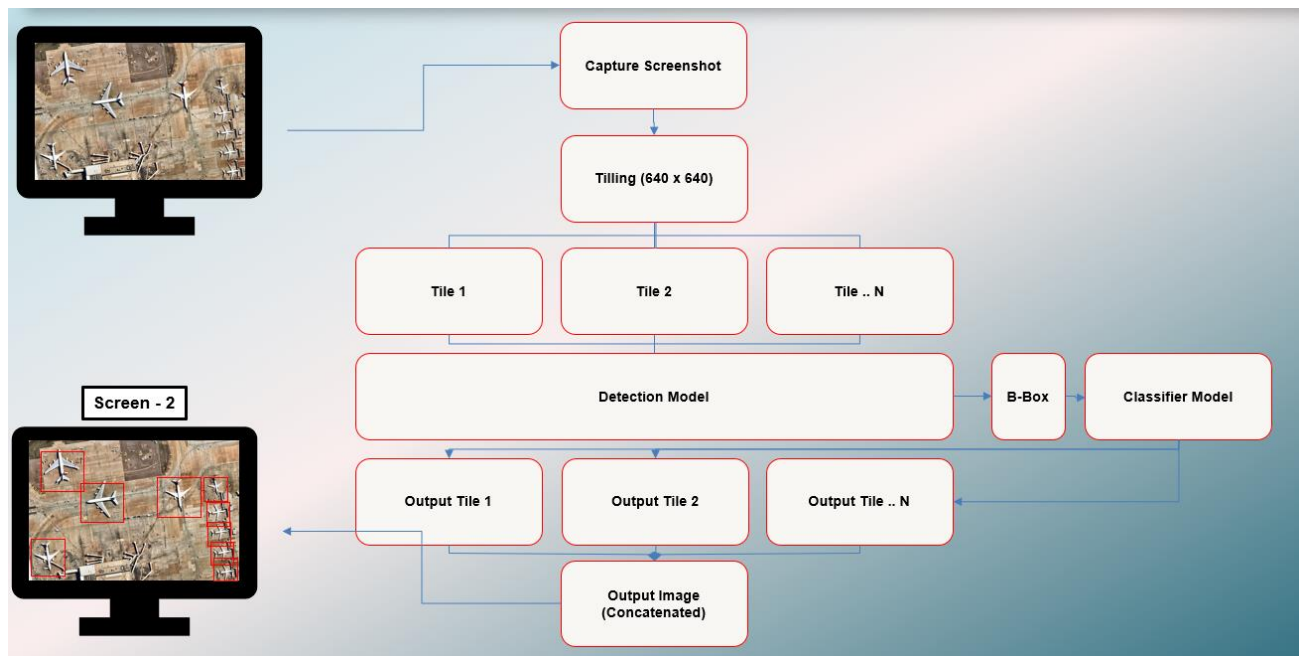 Capture Screenshot
Tilling (640 x 640)
Tile 1
Tile 2
Tile .. N
Detection Model
B-Box
Classifier Model
Screen - 2
Output Tile 1
Output Tile 2
Output Tile .. N
Output Image
(Concatenated)